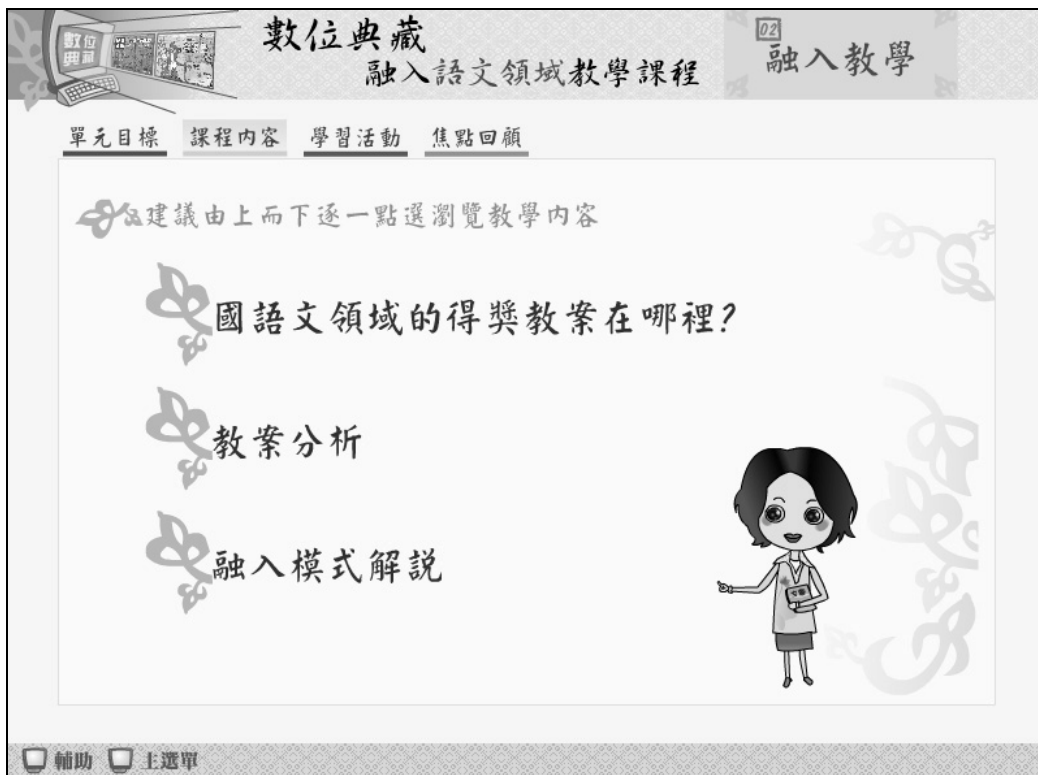 數位
典藏
數位典藏
融入語文領域教學課程
02
融入教學
單元目標 課程內容 學習活動 焦點回顧
建議由上而下逐一點選瀏覽教學內容
國語文領域的得獎教案在哪裡?
教案分析
融入模式解說
輔助 主選單